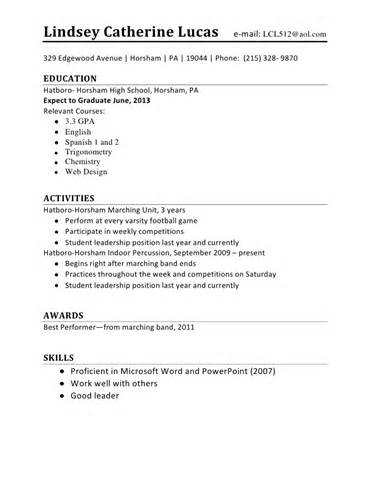 Lindsey Catherine Lucas e-mail: LCL512@aol.com
329 Edgewood Avenue | Horsham | PA | 19044 | Phone: (215) 328- 9870
EDUCATION
Hatboro- Horsham High School, Horsham, PA
Expect to Graduate June, 2013
Relevant Courses:
● 3.3 GPA
● English
● Spanish 1 and 2
● Trigonometry
● Chemistry
● Web Design
ACTIVITIES
Hatboro-Horsham Marching Unit, 3 years
● Perform at every varsity football game
● Participate in weekly competitions
● Student leadership position last year and currently
Hatboro-Horsham Indoor Percussion, September 2009 – present
● Begins right after marching band ends
● Practices throughout the week and competitions on Saturday
● Student leadership position last year and currently
AWARDS
Best Performer—from marching band, 2011
SKILLS
● Proficient in Microsoft Word and PowerPoint (2007)
● Work well with others
● Good leader